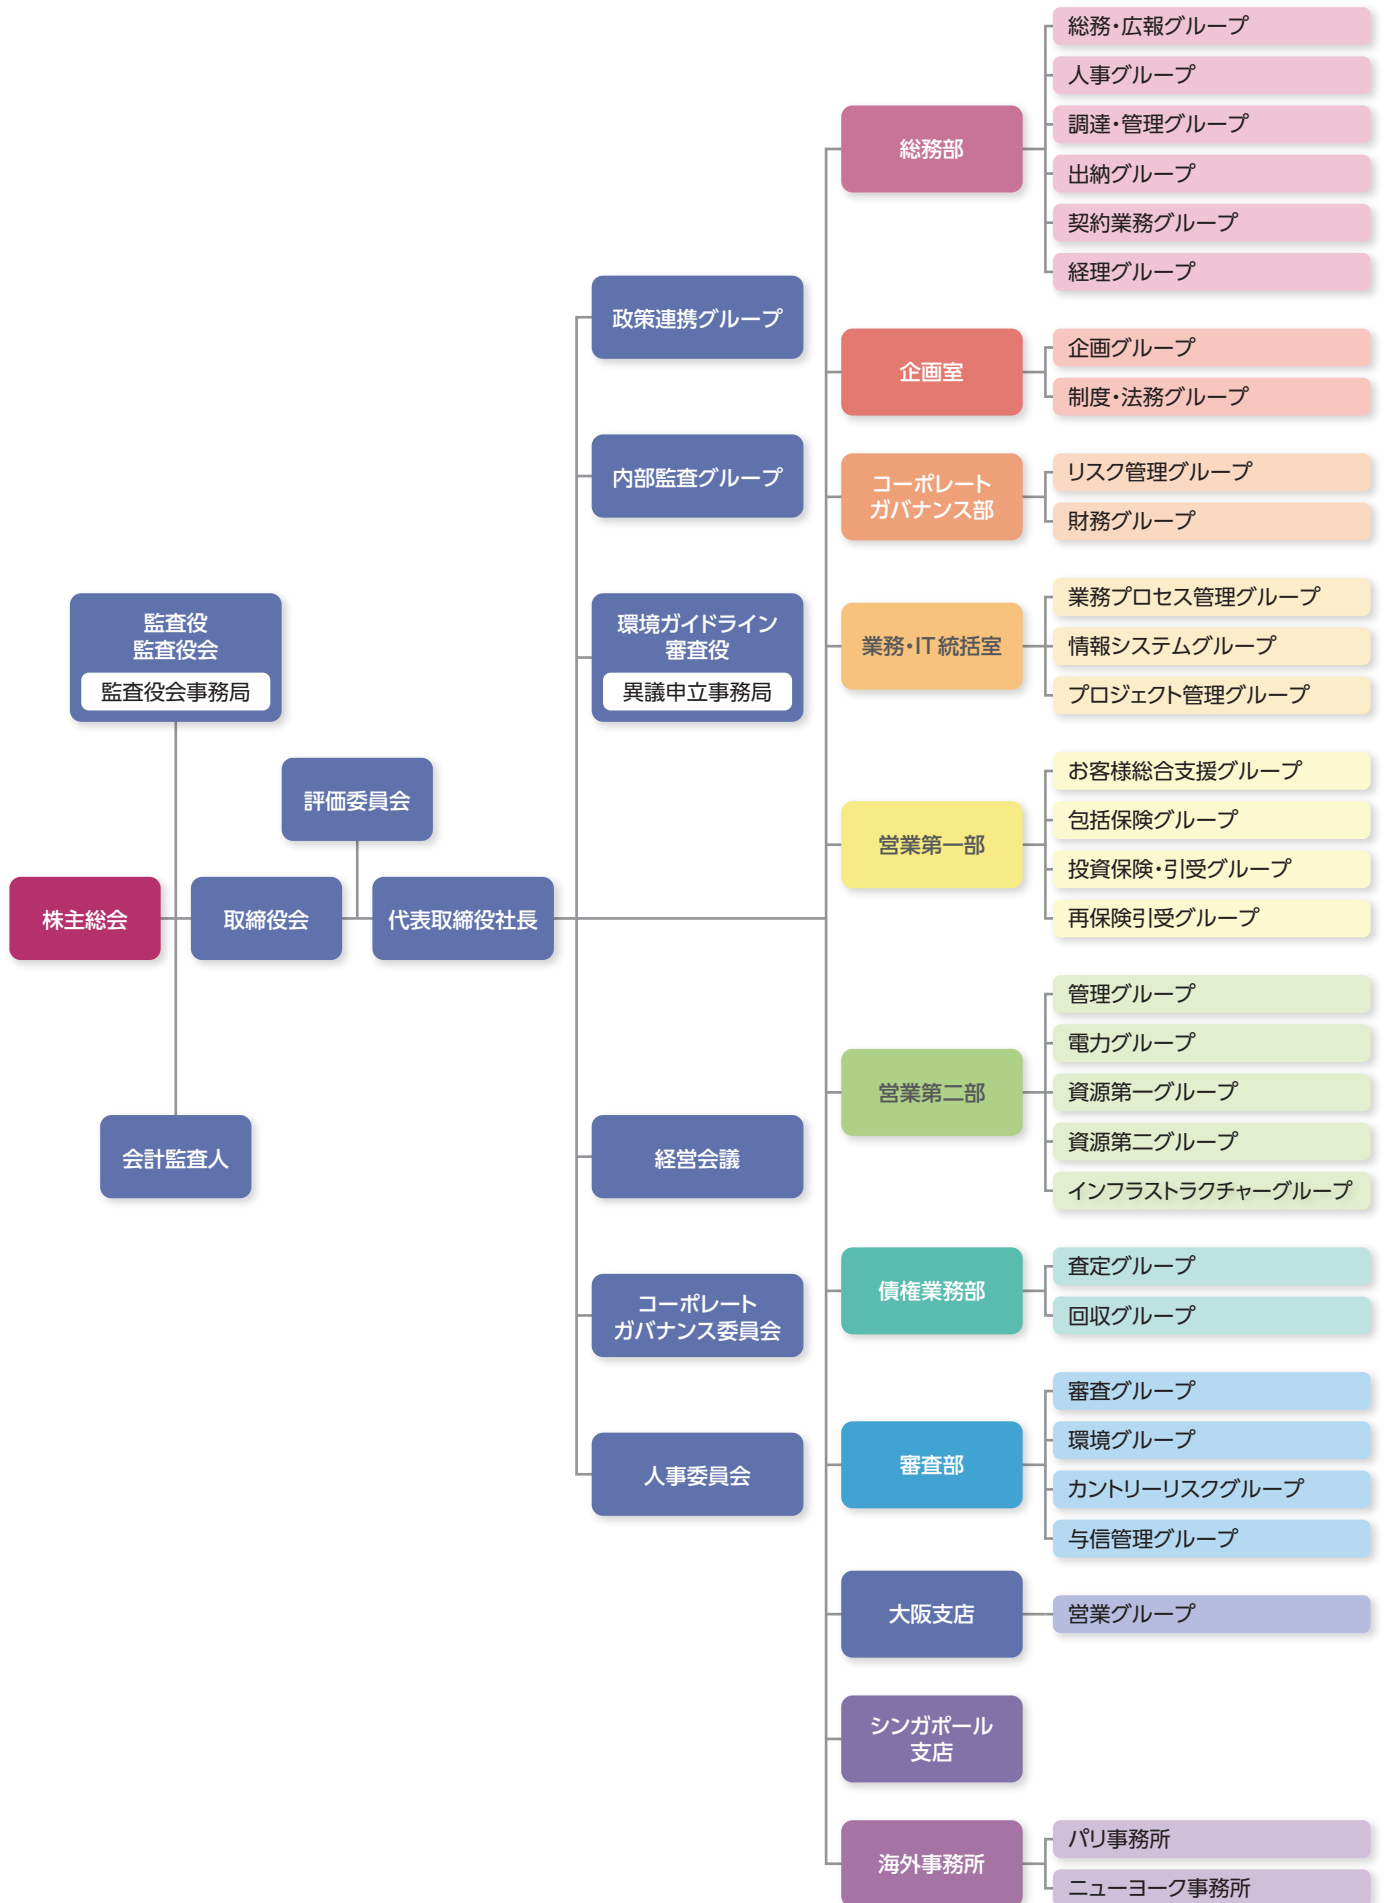 株主総会
監査役
監査役会
監査役会事務局
会計監査人
取締役会
評価委員会
代表取締役社長
政策連携グループ
内部監査グループ
環境ガイドライン
審査役
異議申立事務局
経営会議
コーポレート
ガバナンス委員会
人事委員会
総務部
総務・広報グループ
人事グループ
調達・管理グループ
出納グループ
契約業務グループ
経理グループ
企画室
企画グループ
制度・法務グループ
コーポレート
ガバナンス部
リスク管理グループ
財務グループ
業務・IT統括室
業務プロセス管理グループ
情報システムグループ
プロジェクト管理グループ
営業第一部
お客様総合支援グループ
包括保険グループ
投資保険・引受グループ
再保険引受グループ
営業第二部
管理グループ
電力グループ
資源第一グループ
資源第二グループ
インフラストラクチャーグループ
債権業務部
査定グループ
回収グループ
審査部
審査グループ
環境グループ
カントリーリスクグループ
与信管理グループ
大阪支店
営業グループ
シンガポール
支店
海外事務所
パリ事務所
ニューヨーク事務所